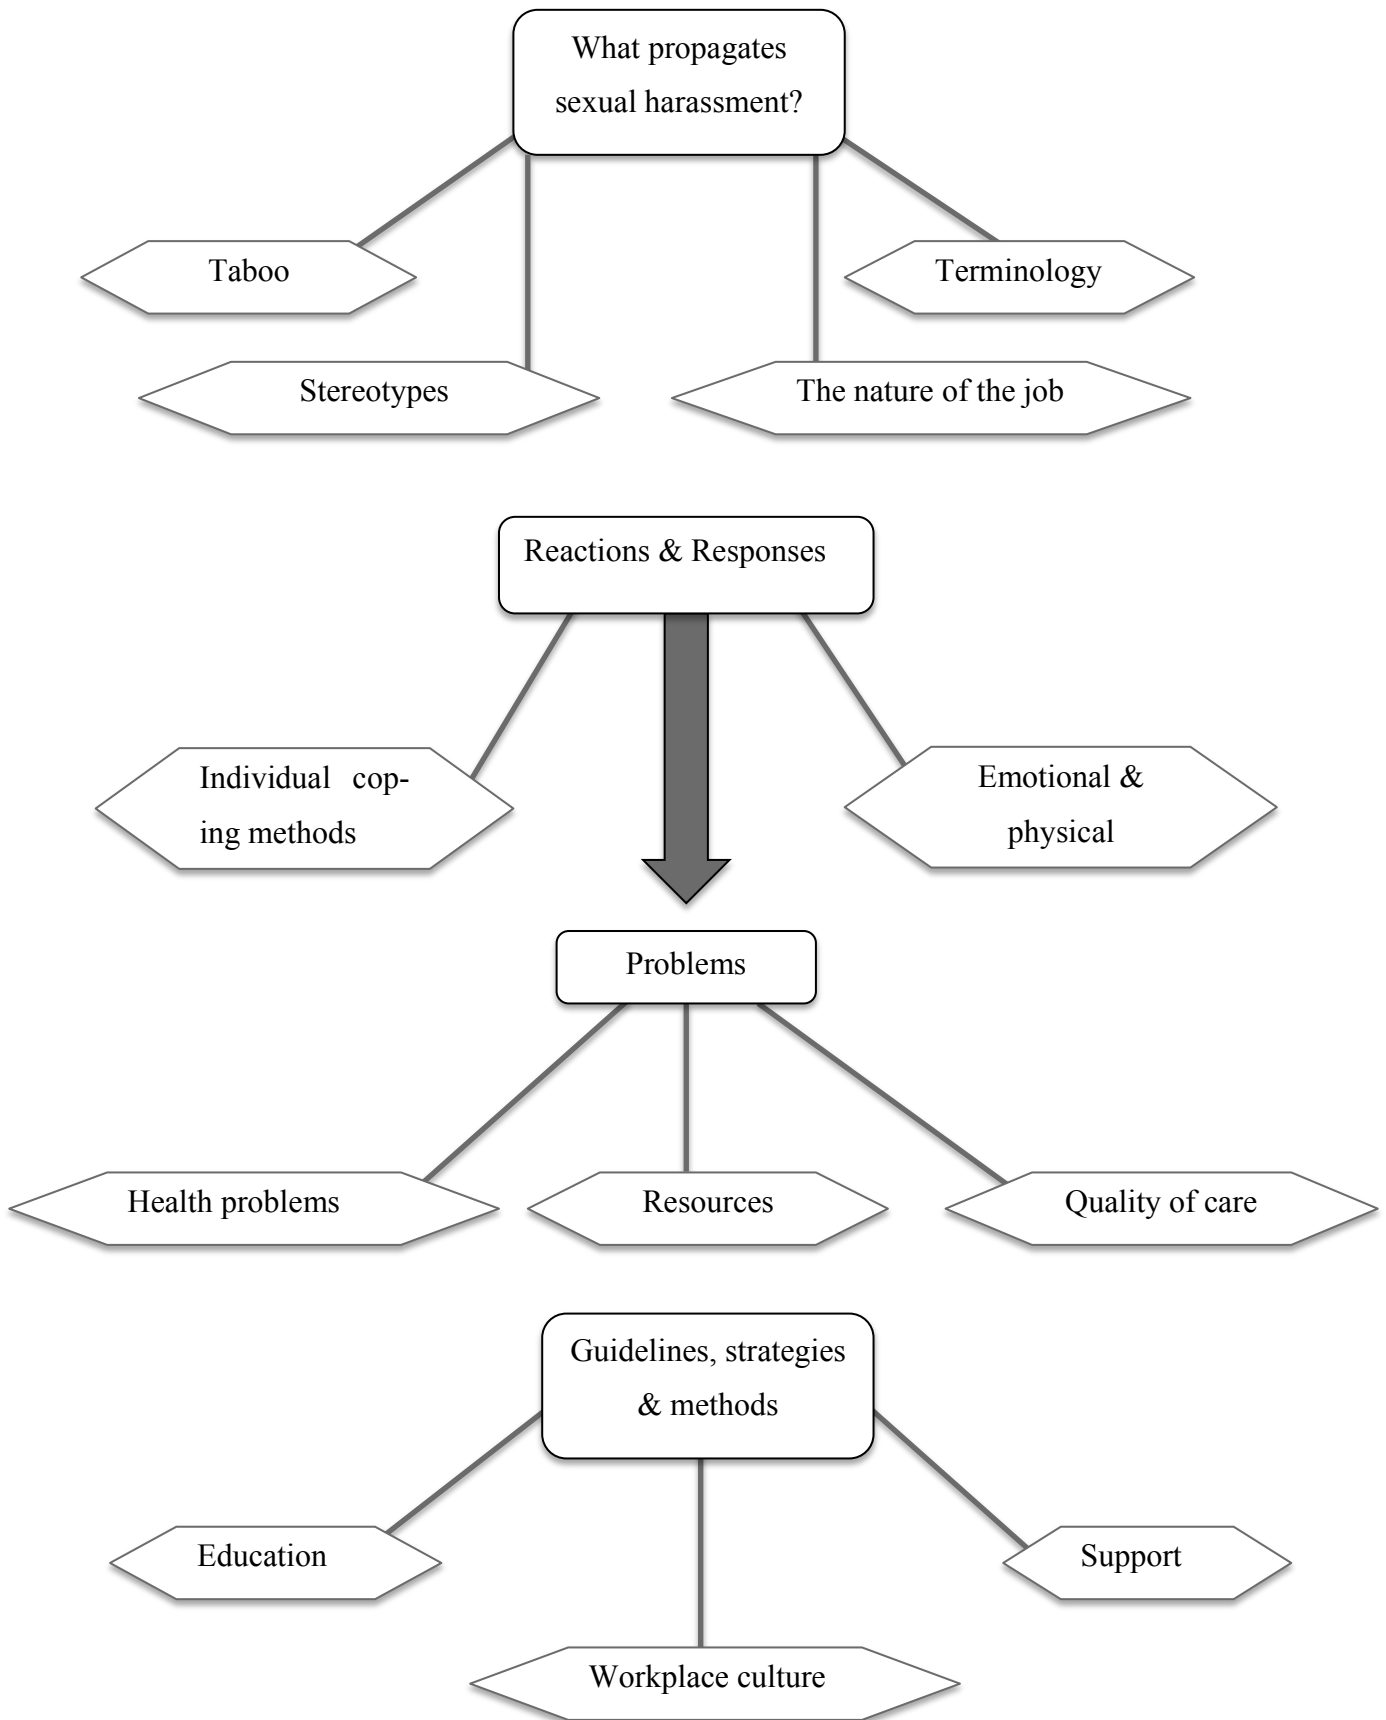 What propagates
sexual harassment?
Taboo
Terminology
Stereotypes
The nature of the job
Reactions & Responses
Individual cop-
ing methods
Emotional &
physical
Problems
Health problems
Resources
Quality of care
Guidelines, strategies
& methods
Education
Support
Workplace culture